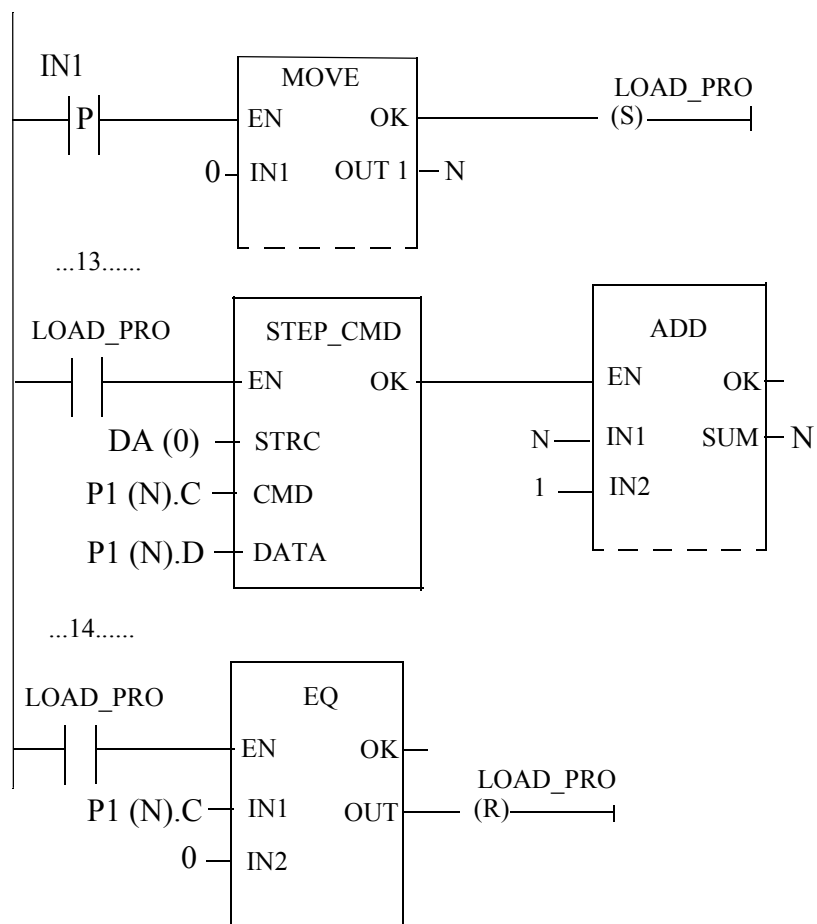 IN1
P
MOVE
EN OK
0 IN1 OUT 1 N
LOAD_PRO
(S)
...13......
LOAD_PRO
STEP_CMD
EN OK
DA (0) STRC
P1 (N).C CMD
P1 (N).D DATA
ADD
EN OK
N IN1 SUM N
1 IN2
...14......
LOAD_PRO
EQ
EN OK
P1 (N).C IN1 OUT
0 IN2
LOAD_PRO
(R)